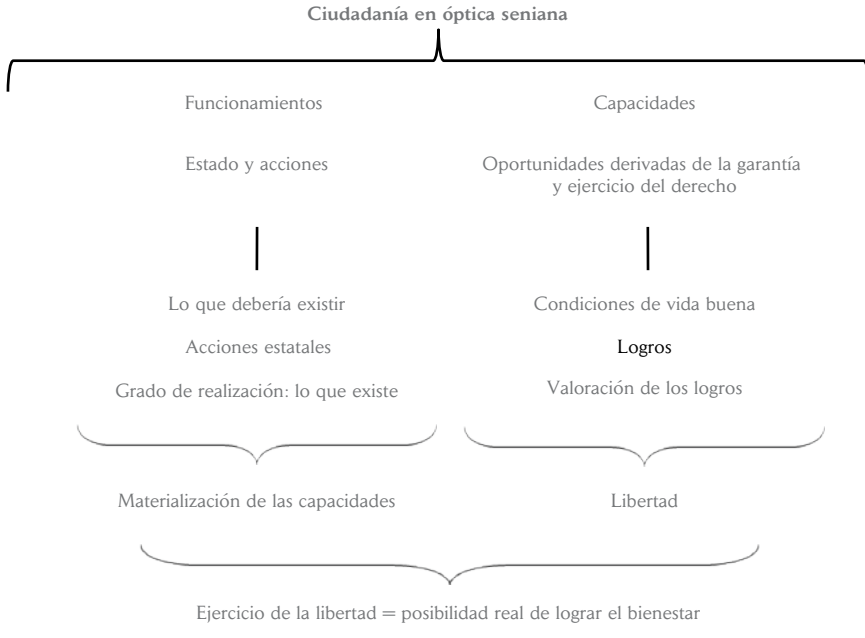 Ciudadanía en óptica seniana
Funcionamientos
Capacidades
Estado y acciones
Oportunidades derivadas de la garantía
y ejercicio del derecho
Lo que debería existir
Condiciones de vida buena
Acciones estatales
Logros
Grado de realización: lo que existe
Valoración de los logros
Materialización de las capacidades
Libertad
Ejercicio de la libertad = posibilidad real de lograr el bienestar